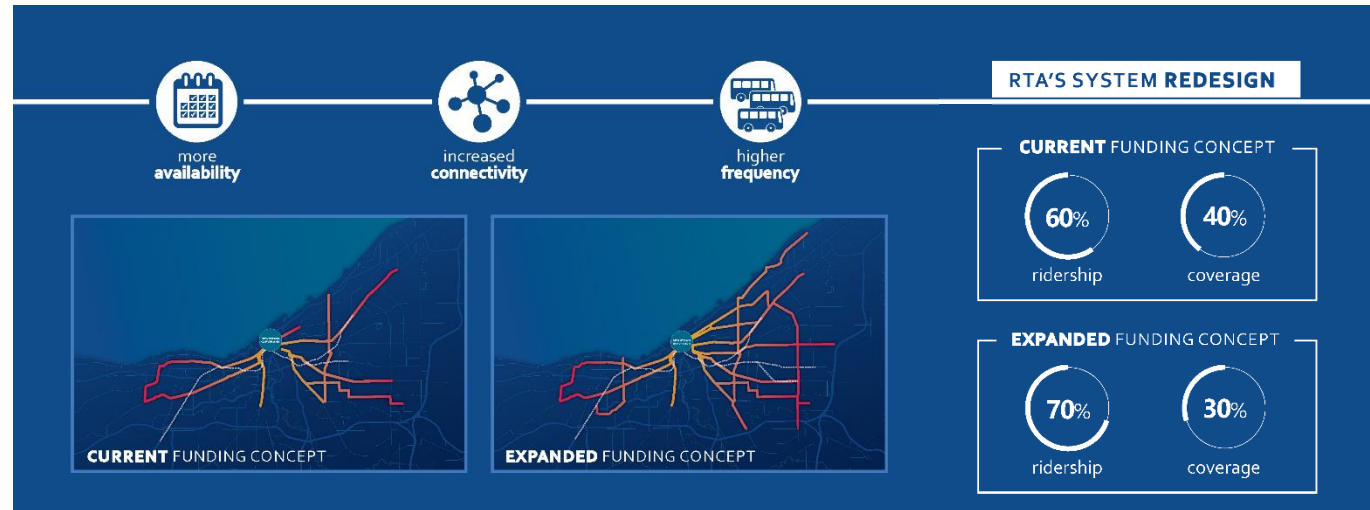 more
availability
increased
connectivity
higher
frequency
RTA'S SYSTEM REDESIGN
CURRENT FUNDING CONCEPT
60%
ridership
40%
coverage
EXPANDED FUNDING CONCEPT
70%
ridership
30%
coverage
CURRENT FUNDING CONCEPT
EXPANDED FUNDING CONCEPT